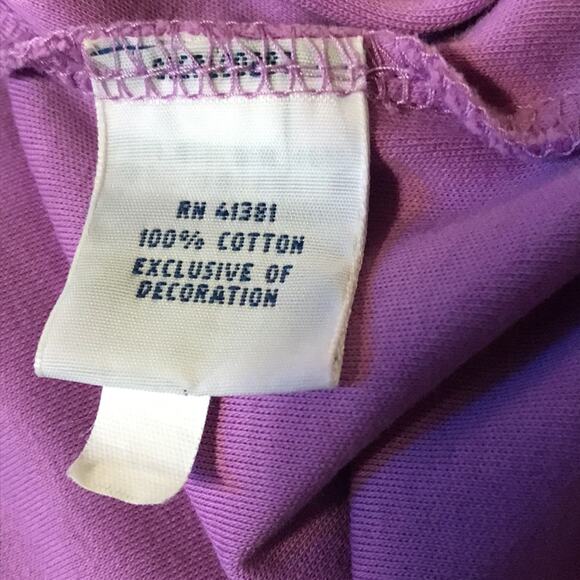 RN 41381
100% COTTON
EXCLUSIVE OF
DECORATION